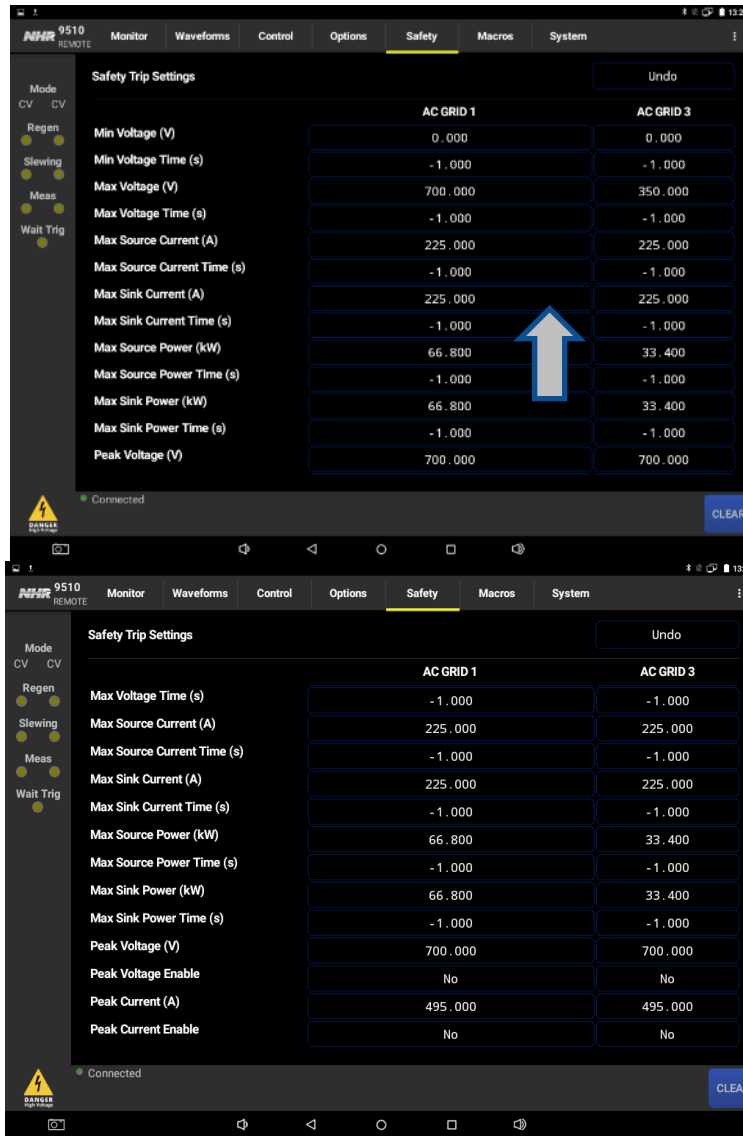 13:2
NHR 9510 REMOTE Monitor Waveforms Control Options Safety Macros System
Safety Trip Settings Undo
Mode
CV CV
Regen
Slewing
Meas
Wait Trig
AC GRID 1 AC GRID 3
Min Voltage (V) 0.000 0.000
Min Voltage Time (s) -1.000 -1.000
Max Voltage (V) 700.000 350.000
Max Voltage Time (s) -1.000 -1.000
Max Source Current (A) 225.000 225.000
Max Source Current Time (s) -1.000 -1.000
Max Sink Current (A) 225.000 225.000
Max Sink Current Time (s) -1.000 -1.000
Max Source Power (kW) 66.800 33.400
Max Source Power Time (s) -1.000 -1.000
Max Sink Power (kW) 66.800 33.400
Max Sink Power Time (s) -1.000 -1.000
Peak Voltage (V) 700.000 700.000
Connected
DANGER
High Voltage
CLEAR
13:
NHR 9510 REMOTE Monitor Waveforms Control Options Safety Macros System
Safety Trip Settings Undo
Mode
CV CV
Regen
Slewing
Meas
Wait Trig
AC GRID 1 AC GRID 3
Max Voltage Time (s) -1.000 -1.000
Max Source Current (A) 225.000 225.000
Max Source Current Time (s) -1.000 -1.000
Max Sink Current (A) 225.000 225.000
Max Sink Current Time (s) -1.000 -1.000
Max Source Power (kW) 66.800 33.400
Max Source Power Time (s) -1.000 -1.000
Max Sink Power (kW) 66.800 33.400
Max Sink Power Time (s) -1.000 -1.000
Peak Voltage (V) 700.000 700.000
Peak Voltage Enable No No
Peak Current (A) 495.000 495.000
Peak Current Enable No No
Connected
DANGER
High Voltage
CLEA